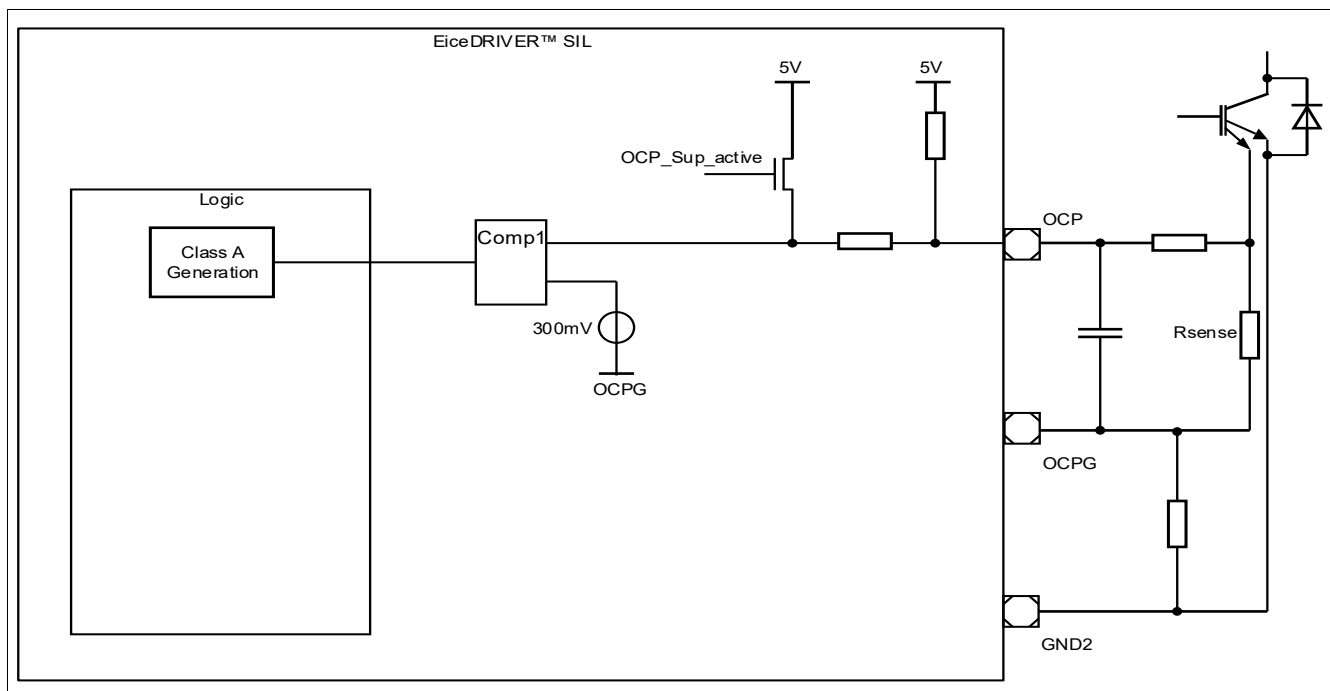 EiceDRIVER™ SIL
5V
5V
OCP_Sup_active
Logic
Class A
Generation
Comp1
300mV
OCPG
OCP
Rsense
OCPG
GND2